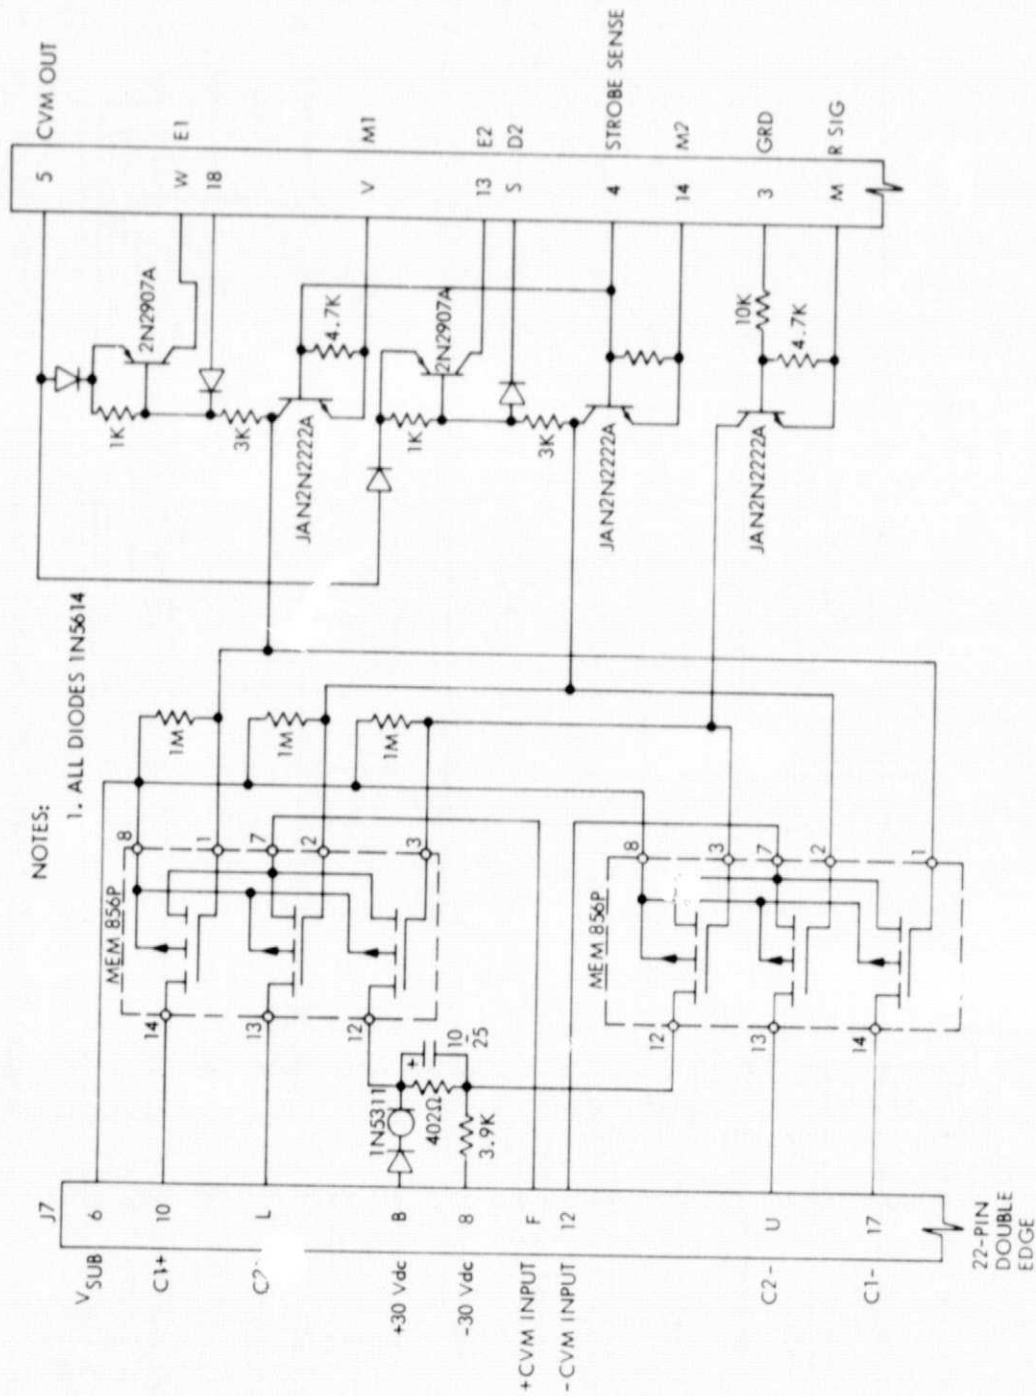 NOTES:
1. ALL DIODES 1N5614
J7
6
10
L
B
8
F
12
U
17
22-PIN
DOUBLE
EDGE
VSUB
C1+
+30 Vdc
-30 Vdc
+CVM INPUT
-CVM INPUT
C2-
C1-
MEM 856P
14
13
12
8
1
7
2
3
1N5311
402Ω
+
10
25
3.9K
1M
1M
1M
MEM 856P
12
13
14
8
3
7
2
1
1K
2N2907A
3K
JAN2N2222A
4.7K
1K
2N2907A
3K
JAN2N2222A
10K
4.7K
JAN2N2222A
5
W
18
V
13
S
4
14
3
M
CVM OUT
E1
M1
E2
D2
STROBE SENSE
M2
GRD
R SIG